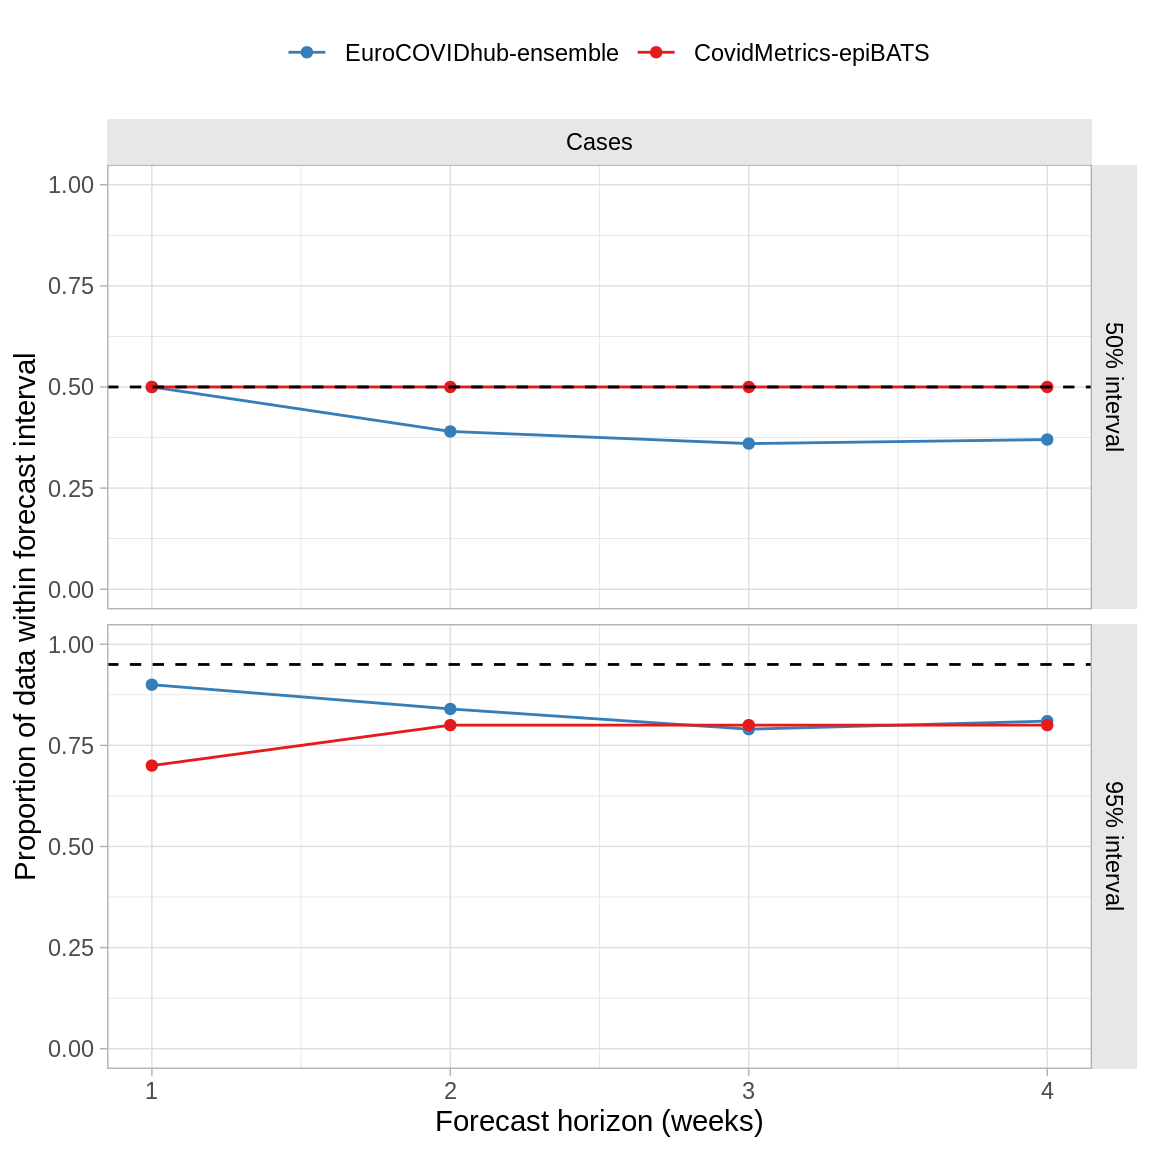 EuroCOVIDhub-ensemble CovidMetrics-epiBATS
Cases
1.00
0.75
0.50
0.25
0.00
50% interval
Proportion of data within forecast interval
1.00
0.75
0.50
0.25
0.00
95% interval
1 2 3 4
Forecast horizon (weeks)